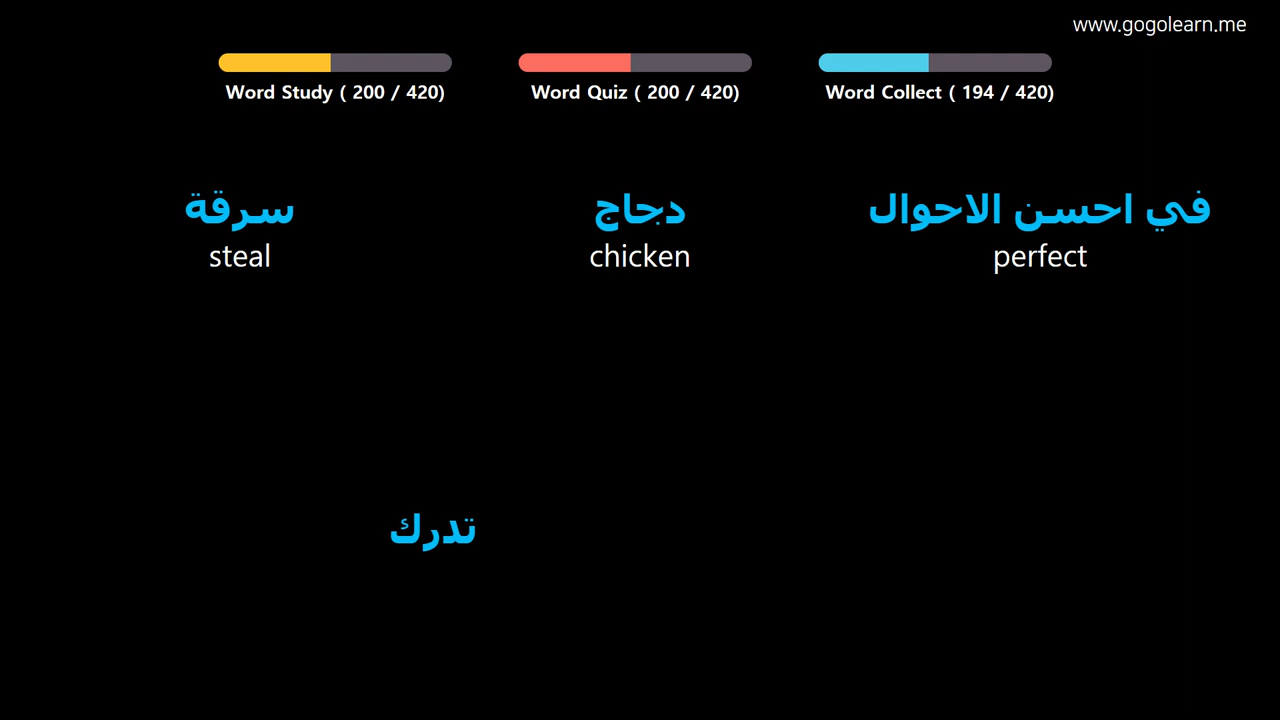 www.gogolearn.me
Word Study ( 200 / 420)
Word Quiz ( 200 / 420)
Word Collect ( 194 / 420)
سرقة
steal
دجاج
chicken
في احسن الاحوال
perfect
تدرك